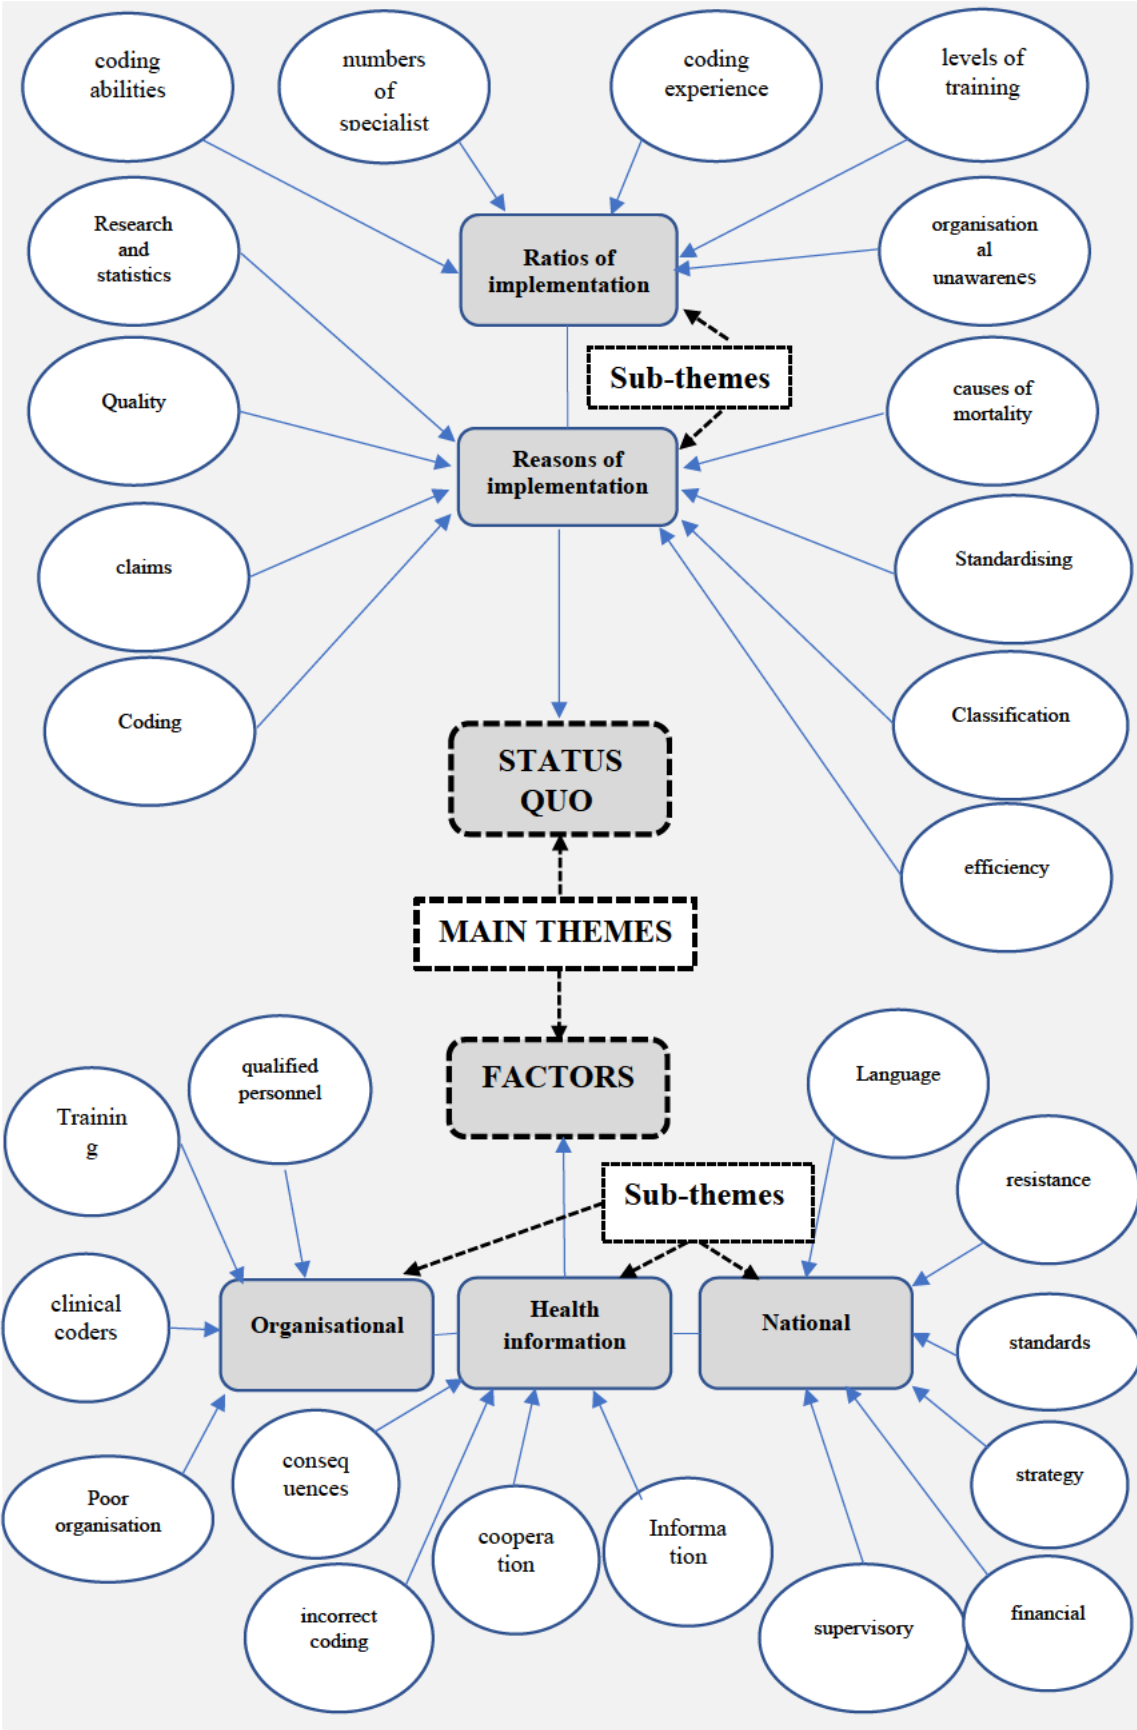 coding
abilities
numbers
of
specialist
coding
experience
levels of
training
Research
and
statistics
Ratios of
implementation
organisation
al
unawarenes
Sub-themes
Quality
causes of
mortality
Reasons of
implementation
claims
Standardising
Coding
Classification
STATUS
QUO
efficiency
MAIN THEMES
FACTORS
qualified
personnel
Language
Trainin
g
Sub-themes
resistance
clinical
coders
Organisational
Health
information
National
standards
conseq
uences
strategy
Poor
organisation
coopera
tion
Informa
tion
incorrect
coding
supervisory
financial